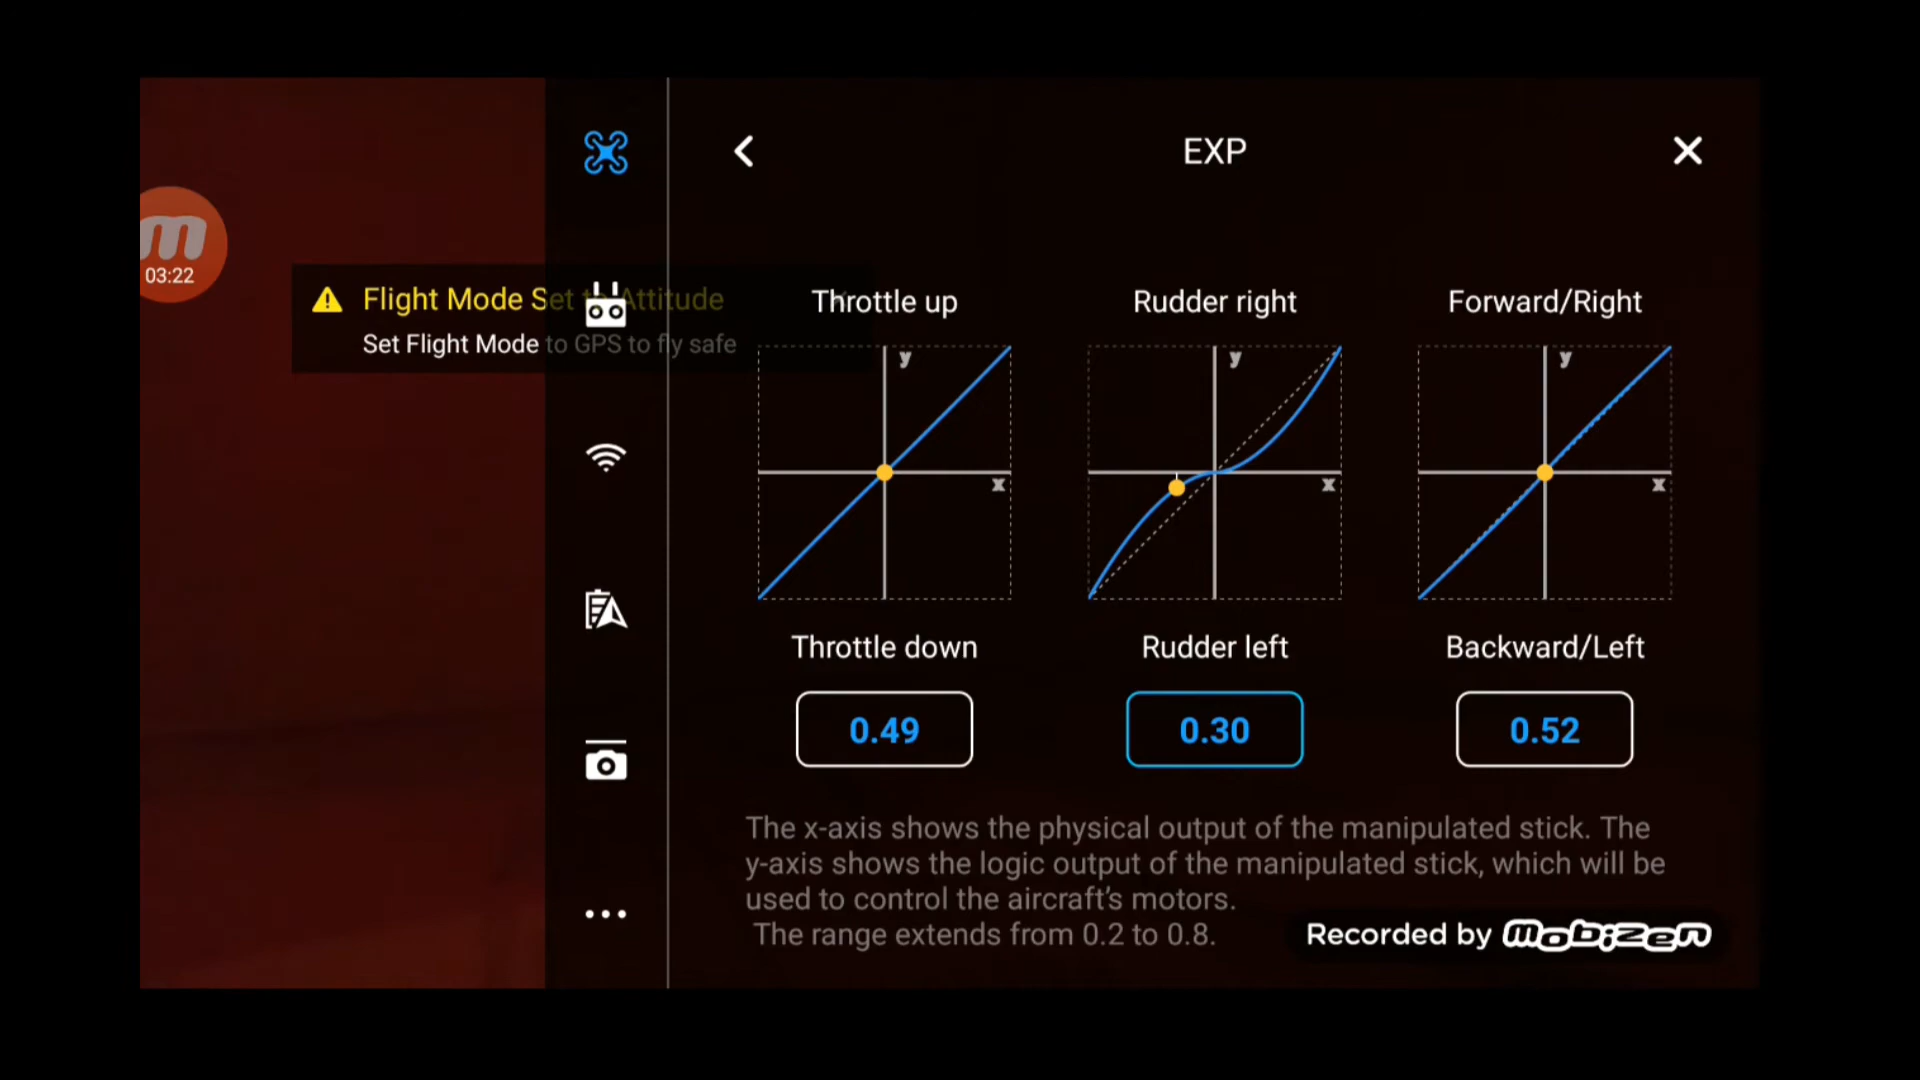 EXP
m
03:22
Flight Mode Set to Attitude
Set Flight Mode to GPS to fly safe
Throttle up
Rudder right
Forward/Right
y
y
y
x
x
x
Throttle down
Rudder left
Backward/Left
0.49
0.30
0.52
The x-axis shows the physical output of the manipulated stick. The
y-axis shows the logic output of the manipulated stick, which will be
used to control the aircraft's motors.
The range extends from 0.2 to 0.8.
Recorded by mobizen